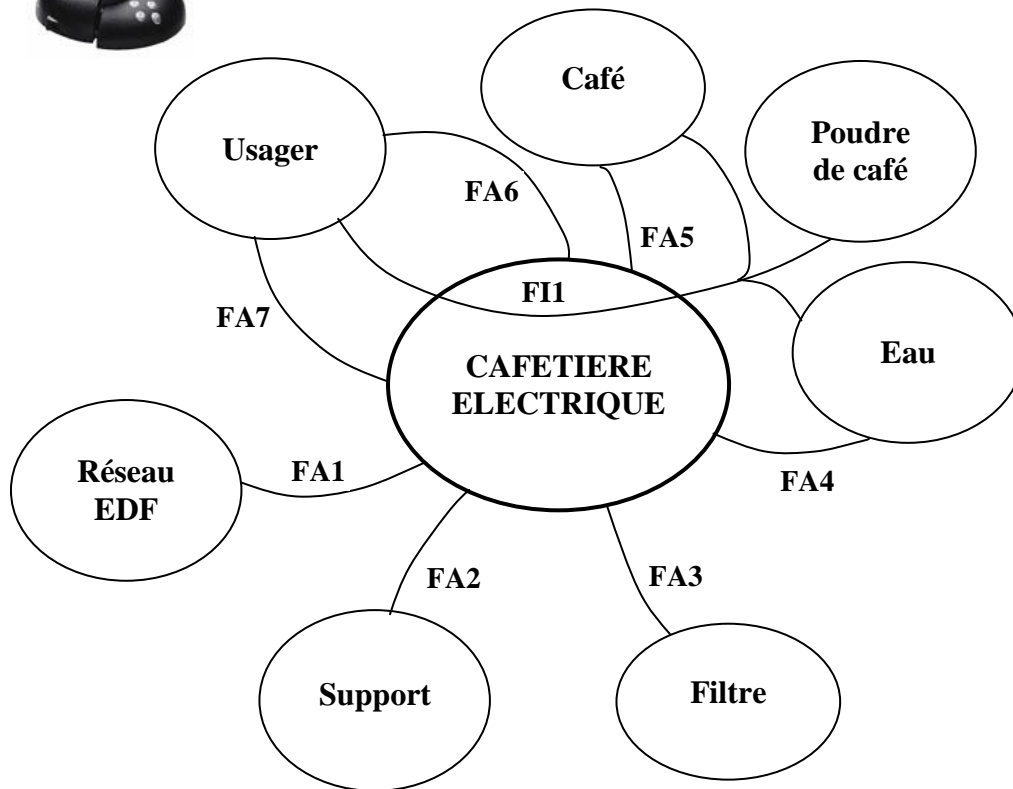 Café
Poudre
de café
Usager
FA6
FA5
FI1
FA7
Eau
CAFETIERE
ELECTRIQUE
Réseau
EDF
FA1
FA4
FA2
FA3
Support
Filtre